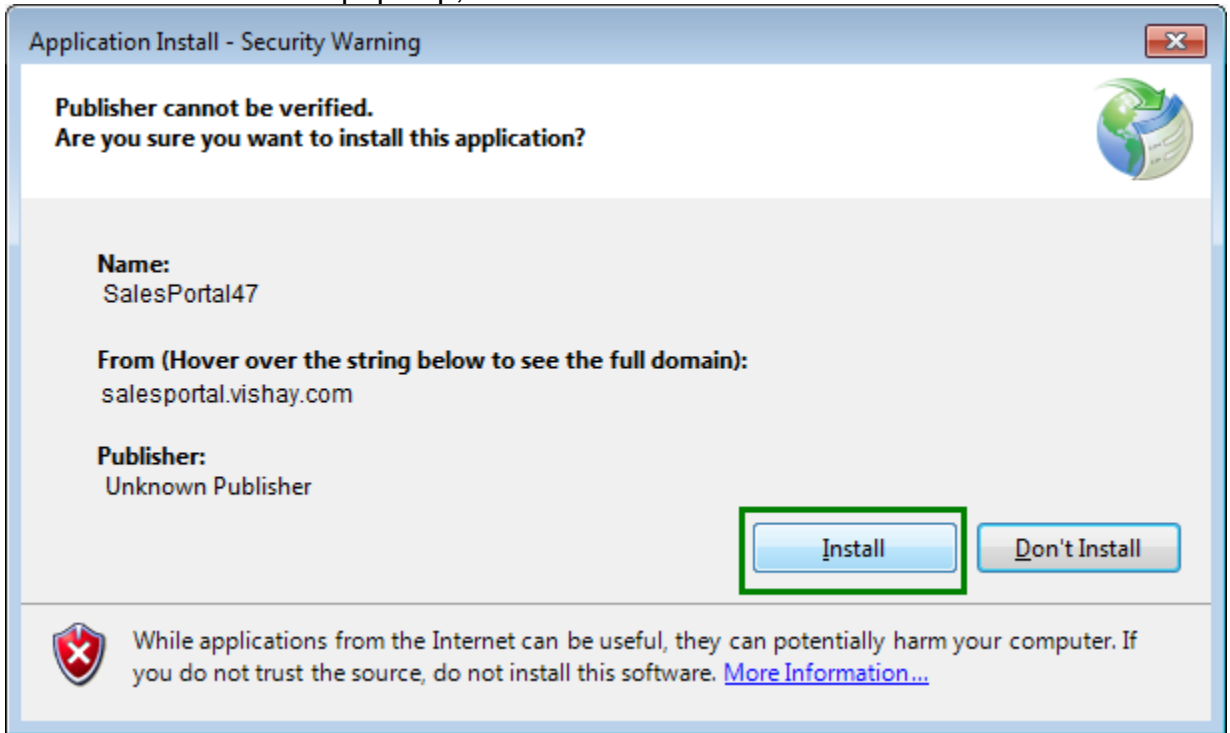 Application Install - Security Warning
Publisher cannot be verified.
Are you sure you want to install this application?
Name:
SalesPortal47
From (Hover over the string below to see the full domain):
salesportal.vishay.com
Publisher:
Unknown Publisher
Install
Don't Install
While applications from the Internet can be useful, they can potentially harm your computer. If
you do not trust the source, do not install this software. More Information...